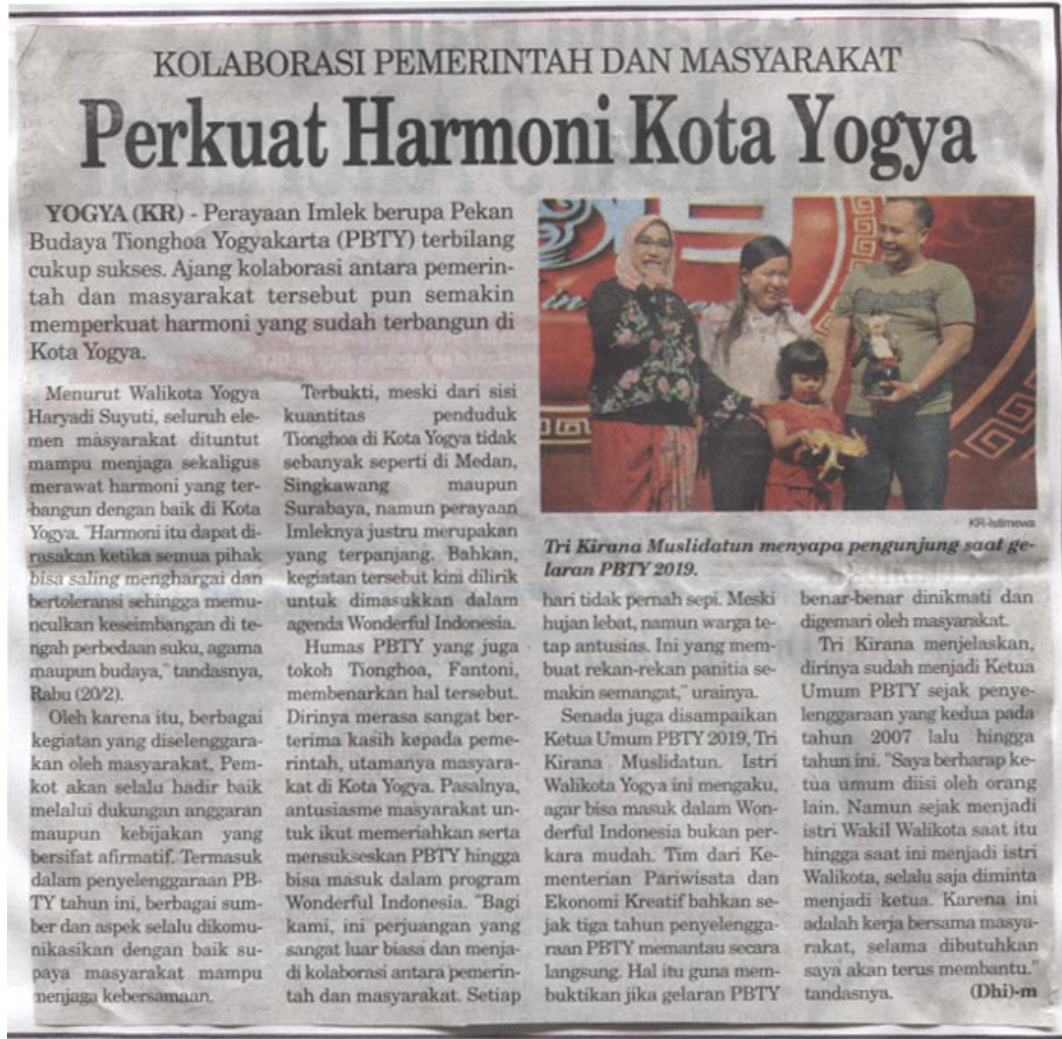 KOLABORASI PEMERINTAH DAN MASYARAKAT
Perkuat Harmoni Kota Yogya
YOGYA (KR) - Perayaan Imlek berupa Pekan
Budaya Tionghoa Yogyakarta (PBTY) terbilang
cukup sukses. Ajang kolaborasi antara pemerin-
tah dan masyarakat tersebut pun semakin
memperkuat harmoni yang sudah terbangun di
Kota Yogya.
Menurut Walikota Yogya
Haryadi Suyuti, seluruh ele-
men masyarakat dituntut
mampu menjaga sekaligus
merawat harmoni yang ter-
bangun dengan baik di Kota
Yogya. "Harmoni itu dapat di-
rasakan ketika semua pihak
bisa saling menghargai dan
bertoleransi sehingga memu-
nculkan keseimbangan di te-
ngah perbedaan suku, agama
maupun budaya," tandasnya,
Rabu (20/2).
Oleh karena itu, berbagai
kegiatan yang diselenggara-
kan oleh masyarakat, Pem-
kot akan selalu hadir baik
melalui dukungan anggaran
maupun kebijakan yang
bersifat afirmatif. Termasuk
dalam penyelenggaraan PB-
TY tahun ini, berbagai sum-
ber dan aspek selalu dikomu-
nikasikan dengan baik su-
paya masyarakat mampu
menjaga kebersamaan.
Terbukti, meski dari sisi
kuantitas penduduk
Tionghoa di Kota Yogya tidak
sebanyak seperti di Medan,
Singkawang maupun
Surabaya, namun perayaan
Imleknya justru merupakan
yang terpanjang. Bahkan,
kegiatan tersebut kini dilirik
untuk dimasukkan dalam
agenda Wonderful Indonesia.
Humas PBTY yang juga
tokoh Tionghoa, Fantoni,
membenarkan hal tersebut.
Dirinya merasa sangat ber-
terima kasih kepada peme-
rintah, utamanya masyara-
kat di Kota Yogya. Pasalnya,
antusiasme masyarakat un-
tuk ikut memeriahkan serta
mensukseskan PBTY hingga
bisa masuk dalam program
Wonderful Indonesia. "Bagi
kami, ini perjuangan yang
sangat luar biasa dan menja-
di kolaborasi antara pemerin-
tah dan masyarakat. Setiap
KR-Istimewa
Tri Kirana Muslidatun menyapa pengunjung saat ge-
laran PBTY 2019.
hari tidak pernah sepi. Meski
hujan lebat, namun warga te-
tap antusias. Ini yang mem-
buat rekan-rekan panitia se-
makin semangat," urainya.
Senada juga disampaikan
Ketua Umum PBTY 2019, Tri
Kirana Muslidatun. Istri
Walikota Yogya ini mengaku,
agar bisa masuk dalam Won-
derful Indonesia bukan per-
kara mudah. Tim dari Ke-
menterian Pariwisata dan
Ekonomi Kreatif bahkan se-
jak tiga tahun penyelengga-
raan PBTY memantau secara
langsung. Hal itu guna mem-
buktikan jika gelaran PBTY
benar-benar dinikmati dan
digemari oleh masyarakat.
Tri Kirana menjelaskan,
dirinya sudah menjadi Ketua
Umum PBTY sejak penye-
lenggaraan yang kedua pada
tahun 2007 lalu hingga
tahun ini. "Saya berharap ke-
tua umum diisi oleh orang
lain. Namun sejak menjadi
istri Wakil Walikota saat itu
hingga saat ini menjadi istri
Walikota, selalu saja diminta
menjadi ketua. Karena ini
adalah kerja bersama masya-
rakat, selama dibutuhkan
saya akan terus membantu."
tandasnya. (Dhi)-m